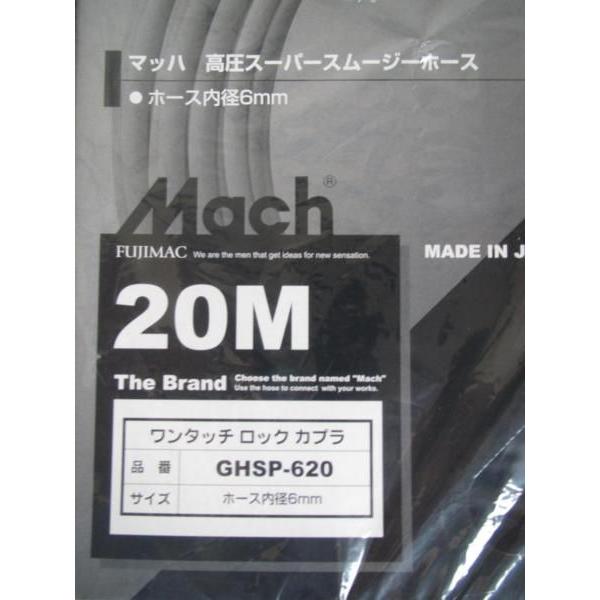 マッハ 高圧スーパースムージーホース
● ホース内径6mm
Mach®
FUJIMAC We are the men that get ideas for new sensation.
MADE IN J
20M
The Brand Choose the brand named "Mach"
Use the hose to connect with your works.
ワンタッチ ロック カプラ
品番 GHSP-620
サイズ ホース内径6mm